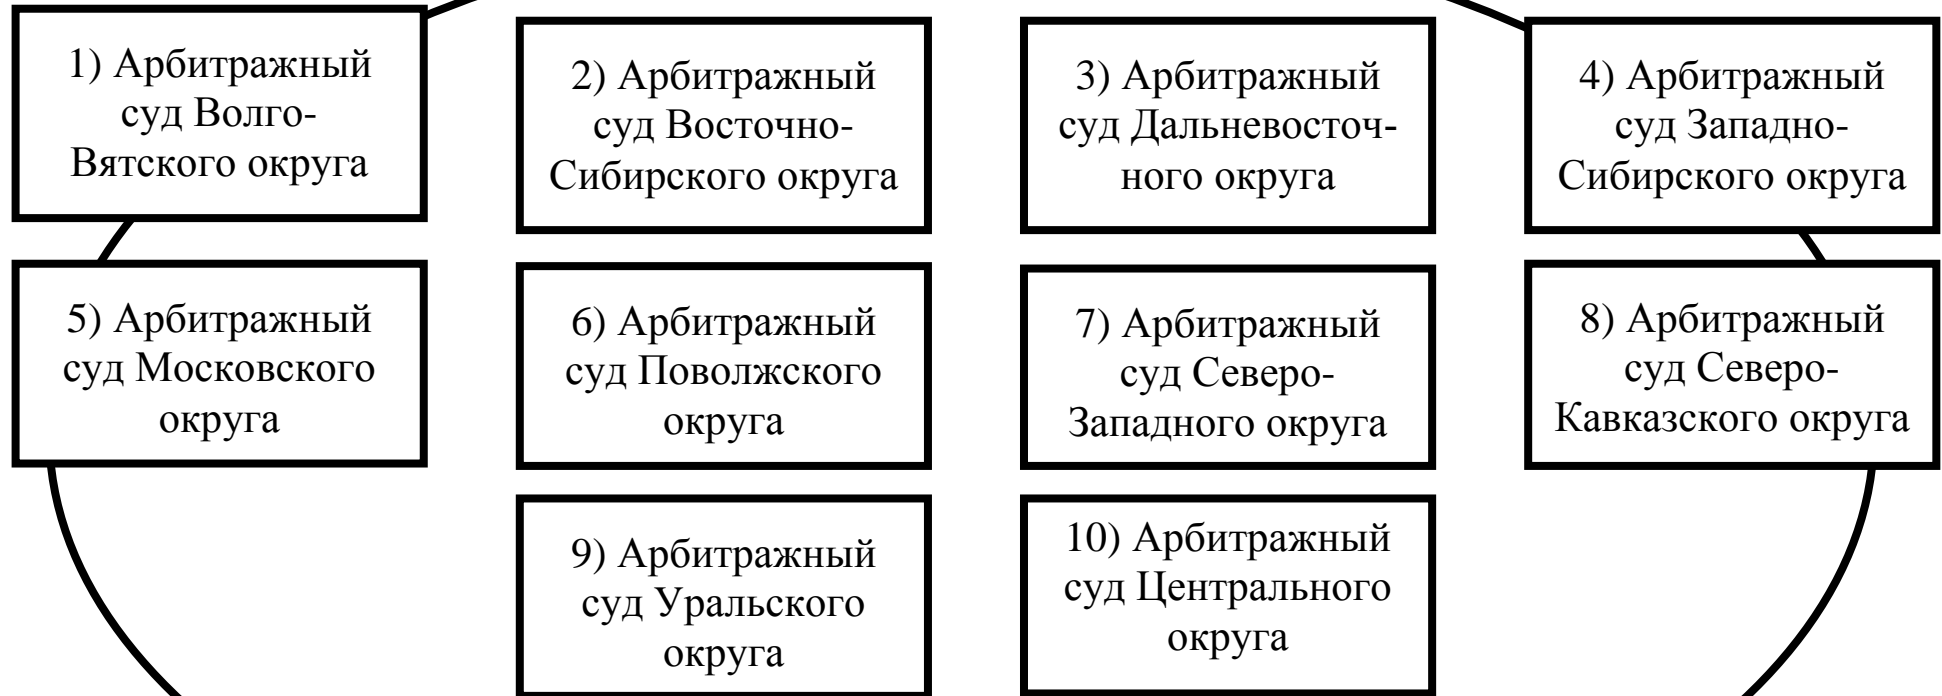 1) Арбитражный
суд Волго-
Вятского округа
2) Арбитражный
суд Восточно-
Сибирского округа
3) Арбитражный
суд Дальневосточ-
ного округа
4) Арбитражный
суд Западно-
Сибирского округа
5) Арбитражный
суд Московского
округа
6) Арбитражный
суд Поволжского
округа
7) Арбитражный
суд Северо-
Западного округа
8) Арбитражный
суд Северо-
Кавказского округа
9) Арбитражный
суд Уральского
округа
10) Арбитражный
суд Центрального
округа